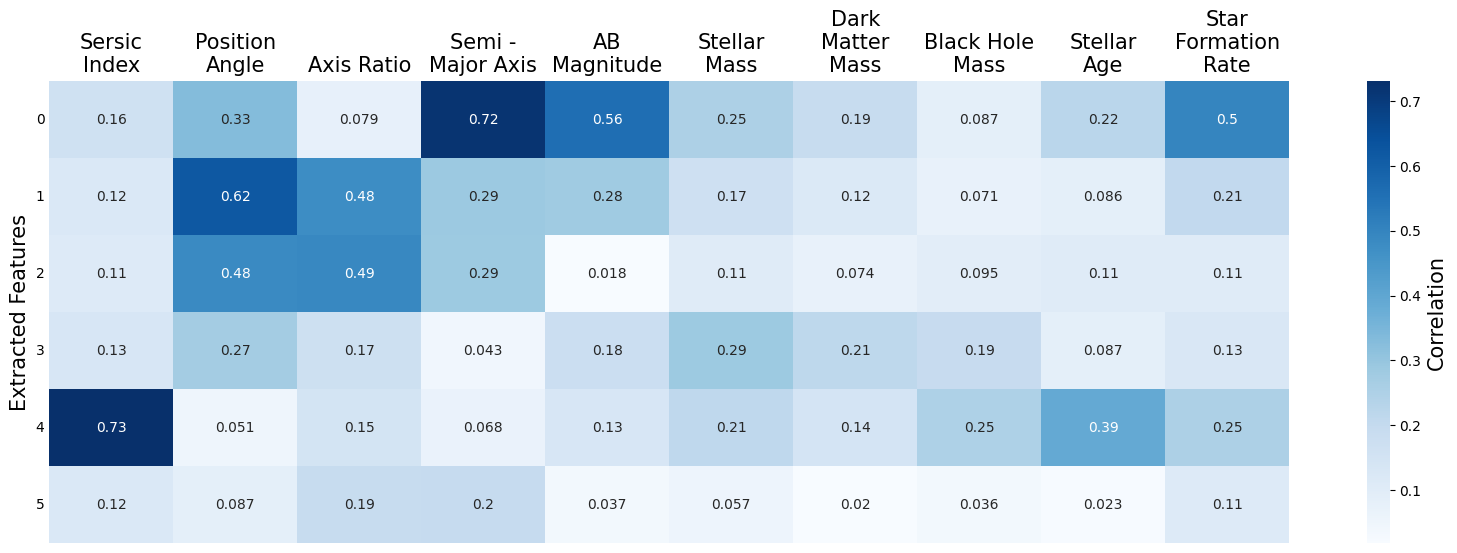 Sersic
Index
Position
Angle
Axis Ratio
Semi -
Major Axis
AB
Magnitude
Stellar
Mass
Dark
Matter
Mass
Black Hole
Mass
Stellar
Age
Star
Formation
Rate
Extracted Features
0 0.16 0.33 0.079 0.72 0.56 0.25 0.19 0.087 0.22 0.5
1 0.12 0.62 0.48 0.29 0.28 0.17 0.12 0.071 0.086 0.21
2 0.11 0.48 0.49 0.29 0.018 0.11 0.074 0.095 0.11 0.11
3 0.13 0.27 0.17 0.043 0.18 0.29 0.21 0.19 0.087 0.13
4 0.73 0.051 0.15 0.068 0.13 0.21 0.14 0.25 0.39 0.25
5 0.12 0.087 0.19 0.2 0.037 0.057 0.02 0.036 0.023 0.11
0.7
0.6
0.5
0.4
0.3
0.2
0.1
Correlation